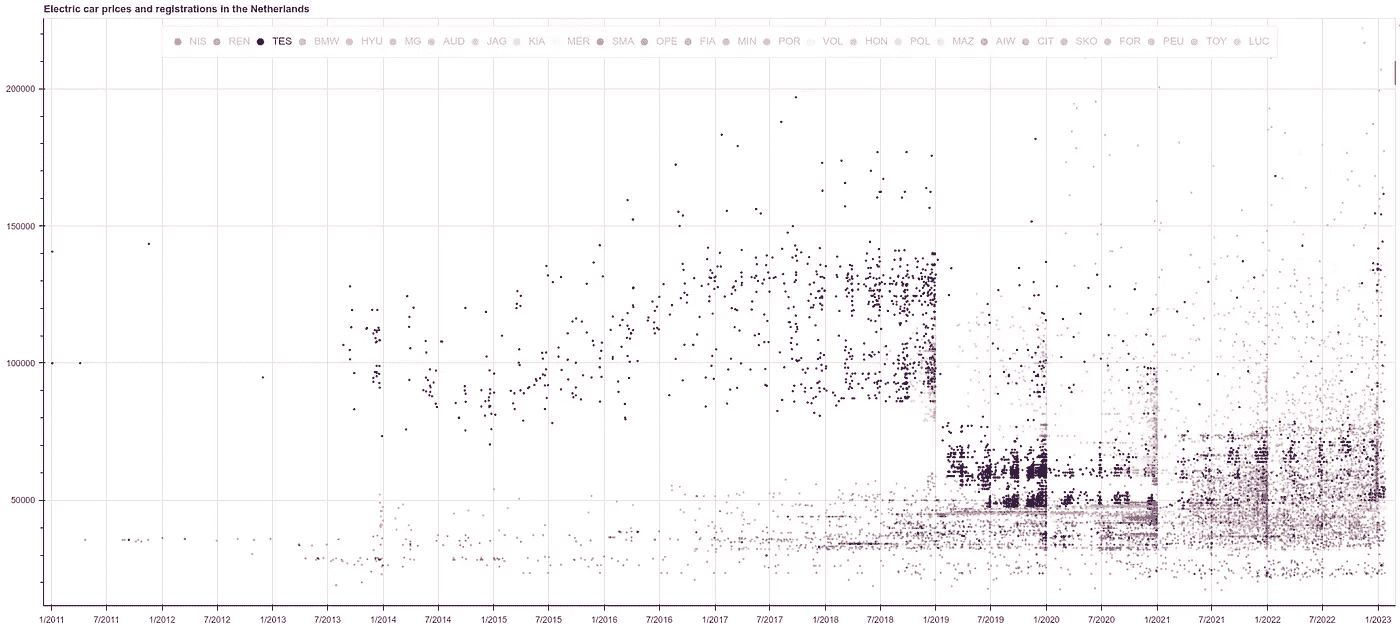 Electric car prices and registrations in the Netherlands
NIS REN TES BMW HYU MG AUD JAG KIA MER SMA OPE FIA MIN POR VOL HON POL MAZ AIW CIT SKO FOR PEU TOY LUC
200000
150000
100000
50000
1/2011 7/2011 1/2012 7/2012 1/2013 7/2013 1/2014 7/2014 1/2015 7/2015 1/2016 7/2016 1/2017 7/2017 1/2018 7/2018 1/2019 7/2019 1/2020 7/2020 1/2021 7/2021 1/2022 7/2022 1/2023